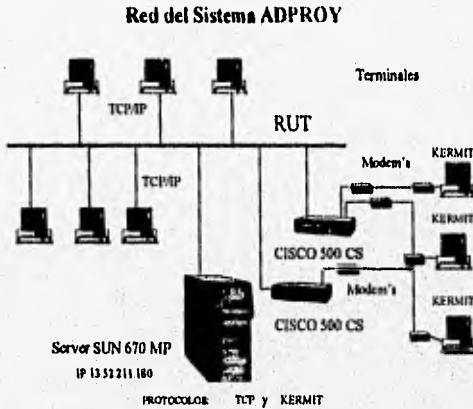 Red del Sistema ADPROY
Terminales
TCP/IP
RUT
KERMIT
Modem's
TCP/IP
KERMIT
CISCO 500 CS
Modem's
KERMIT
CISCO 500 CS
Server SUN 670 MP
PROTOCOLOR TCP y KERMIT